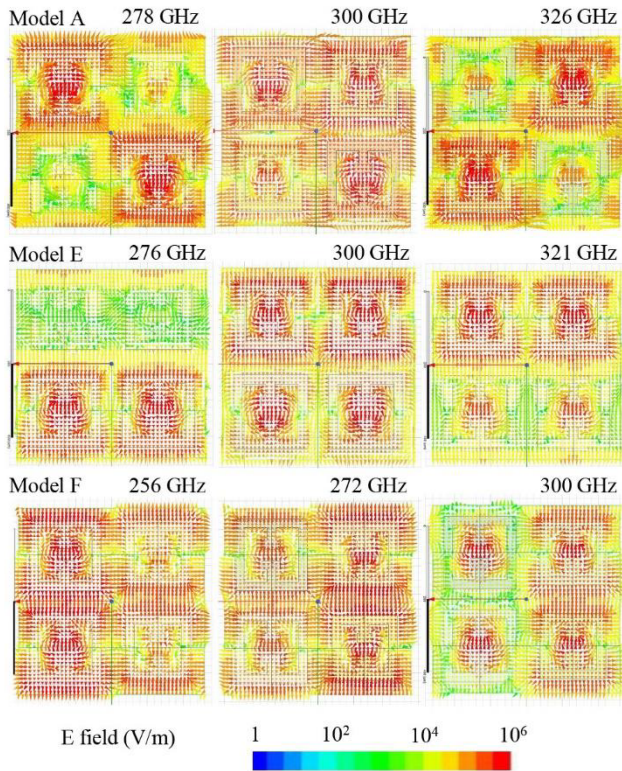 Model A 278 GHz 300 GHz 326 GHz
Model E 276 GHz 300 GHz 321 GHz
Model F 256 GHz 272 GHz 300 GHz
E field (V/m) 1 10² 10⁴ 10⁶